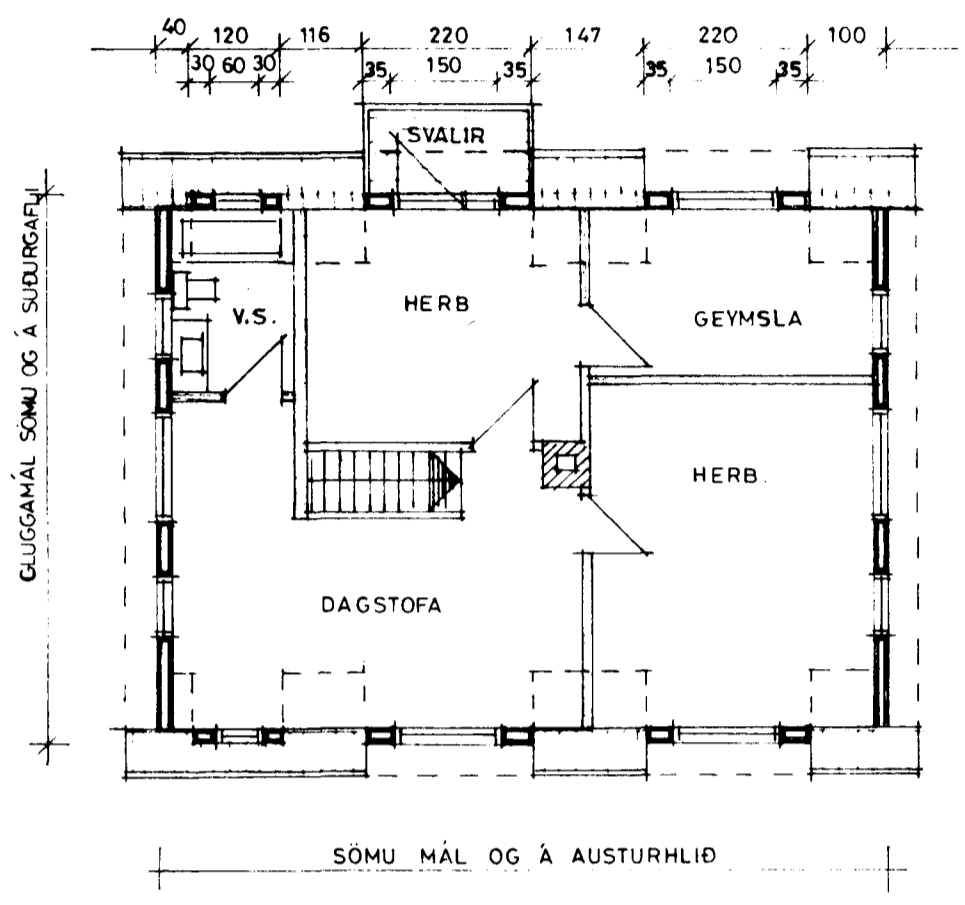 40 120 116 220 147 220 100
30 60 30 35 150 35 35 150 35
SVALIR
HERB
V.S.
GEYMSLA
HERB.
DAGSTOFA
GLUGGAMÁL SÖMU OG Á SUÐURGAFLI
SÖMU MÁL OG Á AUSTURHLIÐ